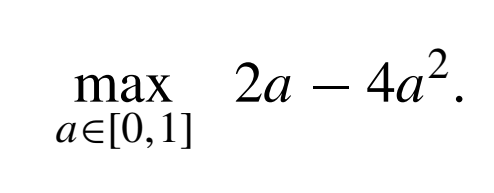 max 2a − 4a².
a∈[0,1]